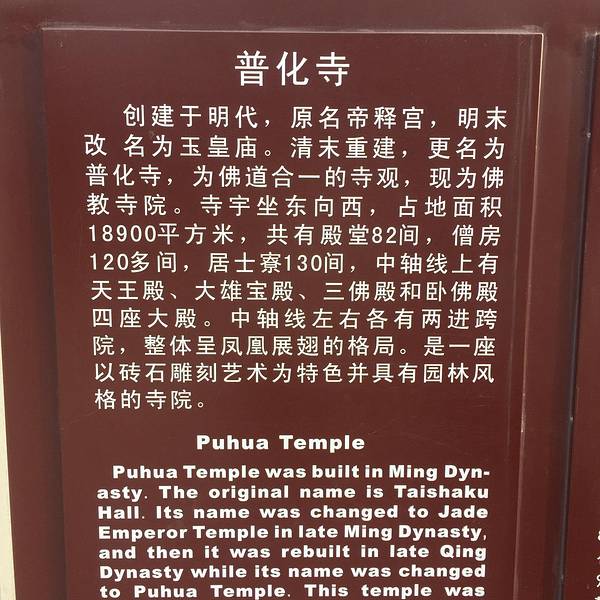 普化寺
创建于明代，原名帝释宫，明末
改 名为玉皇庙。清末重建，更名为
普化寺，为佛道合一的寺观，现为佛
教寺院。寺宇坐东向西，占地面积
18900平方米，共有殿堂82间，僧房
120多间，居士寮130间，中轴线上有
天王殿、大雄宝殿、三佛殿和卧佛殿
四座大殿。中轴线左右各有两进跨
院，整体呈凤凰展翅的格局。是一座
以砖石雕刻艺术为特色并具有园林风
格的寺院。
Puhua Temple
Puhua Temple was built in Ming Dyn-
asty. The original name is Taishaku
Hall. Its name was changed to Jade
Emperor Temple in late Ming Dynasty,
and then it was rebuilt in late Qing
Dynasty while its name was changed
to Puhua Temple. This temple was